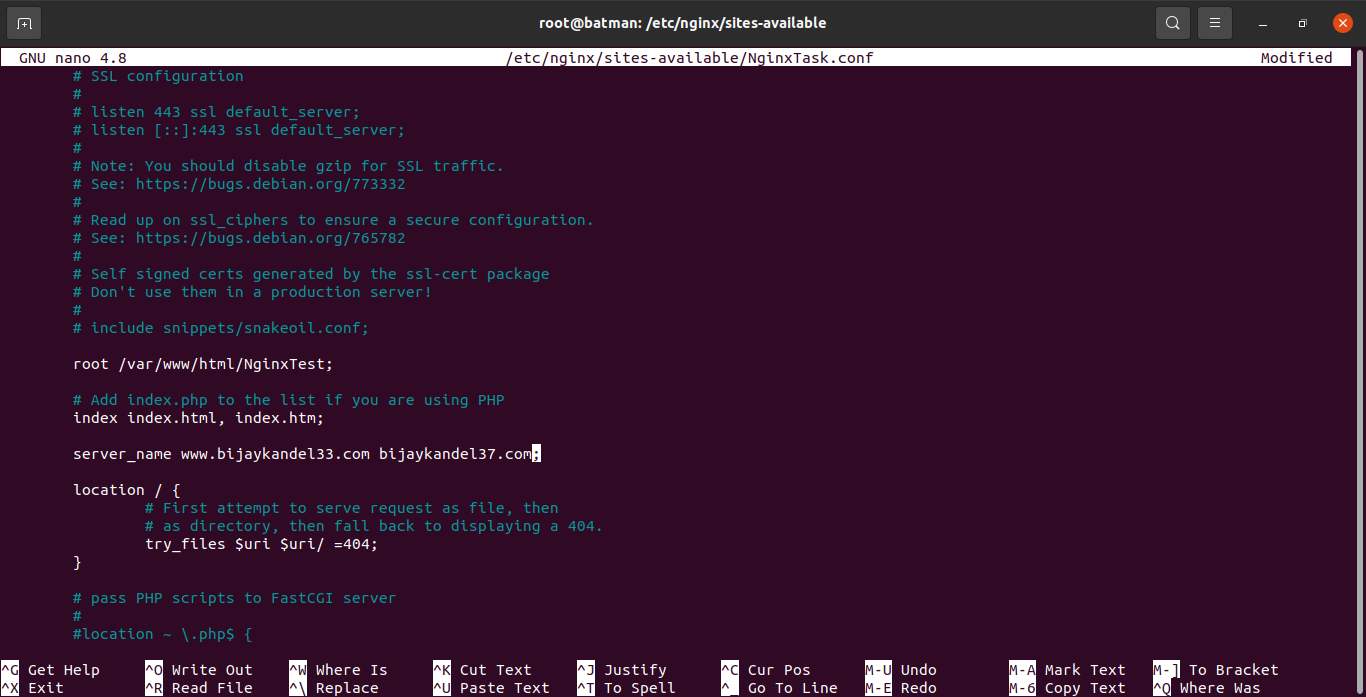 root@batman: /etc/nginx/sites-available
GNU nano 4.8 /etc/nginx/sites-available/NginxTask.conf Modified
# SSL configuration
#
# listen 443 ssl default_server;
# listen [::]:443 ssl default_server;
#
# Note: You should disable gzip for SSL traffic.
# See: https://bugs.debian.org/773332
#
# Read up on ssl_ciphers to ensure a secure configuration.
# See: https://bugs.debian.org/765782
#
# Self signed certs generated by the ssl-cert package
# Don't use them in a production server!
#
# include snippets/snakeoil.conf;
root /var/www/html/NginxTest;
# Add index.php to the list if you are using PHP
index index.html, index.htm;
server_name www.bijaykandel33.com bijaykandel37.com;
location / {
# First attempt to serve request as file, then
# as directory, then fall back to displaying a 404.
try_files $uri $uri/ =404;
}
# pass PHP scripts to FastCGI server
#
#location ~ \.php$ {
^G Get Help ^O Write Out ^W Where Is ^K Cut Text ^J Justify ^C Cur Pos M-U Undo M-A Mark Text M-] To Bracket
^X Exit ^R Read File ^\ Replace ^U Paste Text ^T To Spell ^_ Go To Line M-E Redo M-6 Copy Text ^Q Where Was